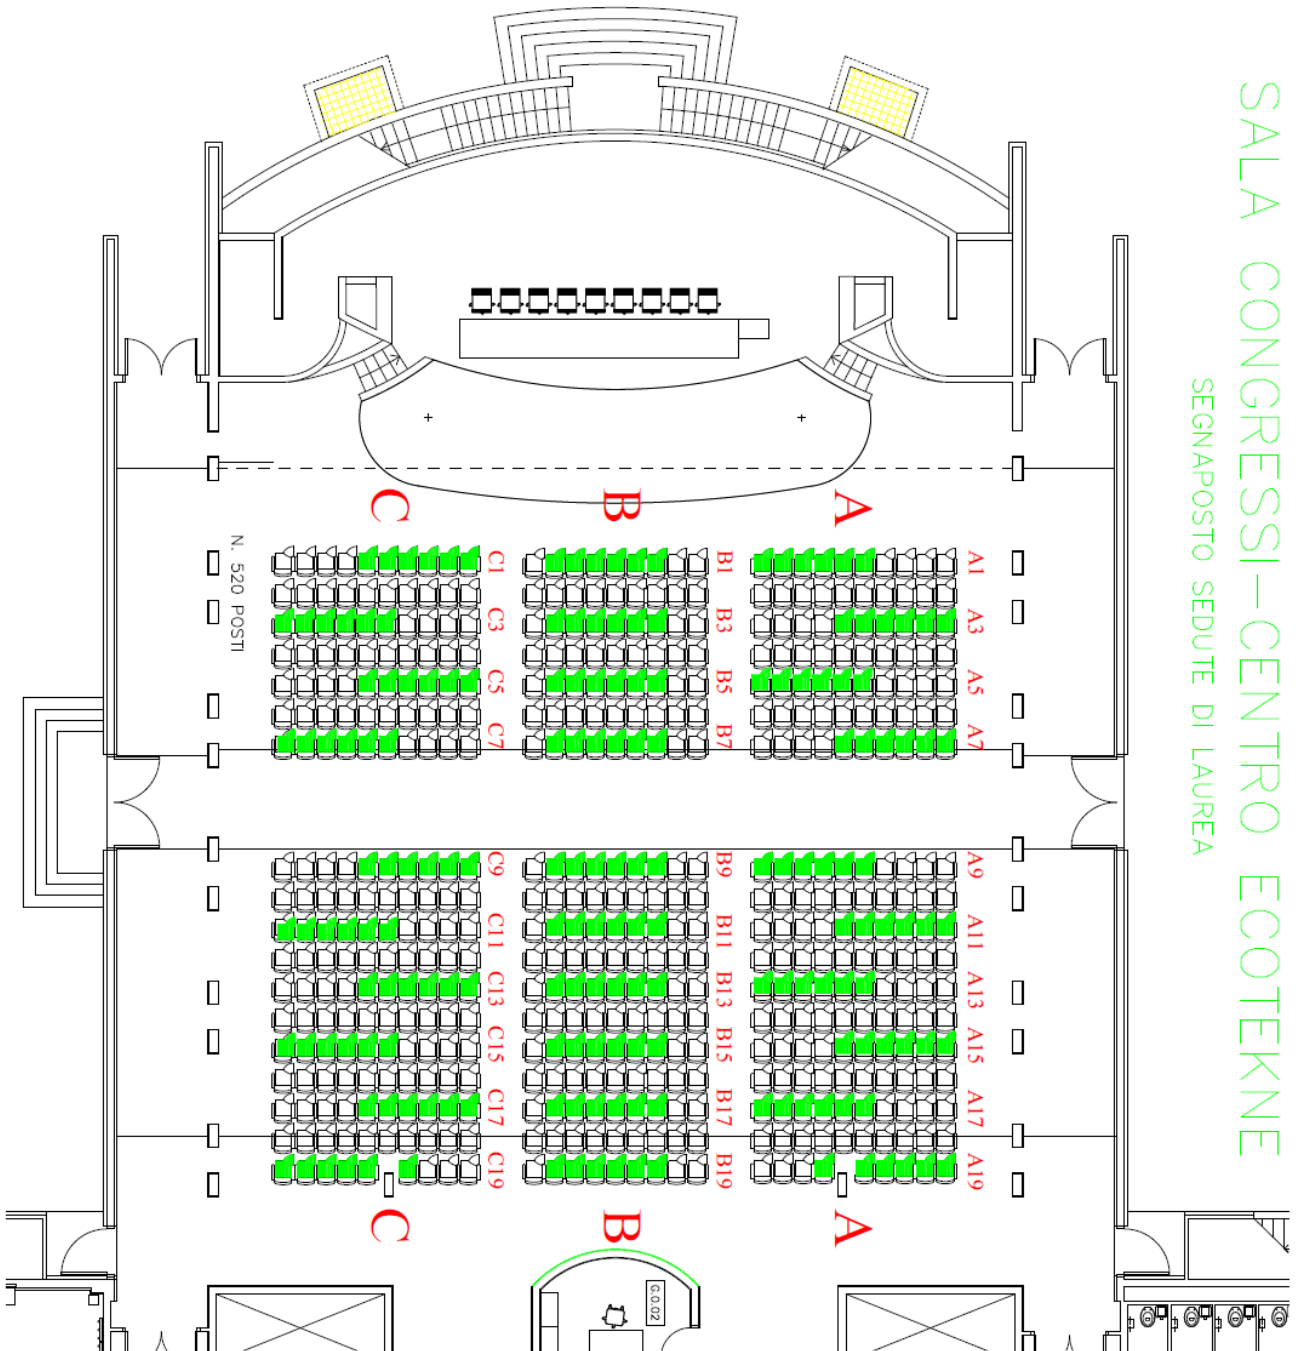 SALA CONGRESSI-CENTRO ECOTEKNE
SEGNAPOSTO SEDUTE DI LAUREA
N. 520 POSTI
C B A
C1 B1 A1
C3 B3 A3
C5 B5 A5
C7 B7 A7
C9 B9 A9
C11 B11 A11
C13 B13 A13
C15 B15 A15
C17 B17 A17
C19 B19 A19
C B A
G.0.02